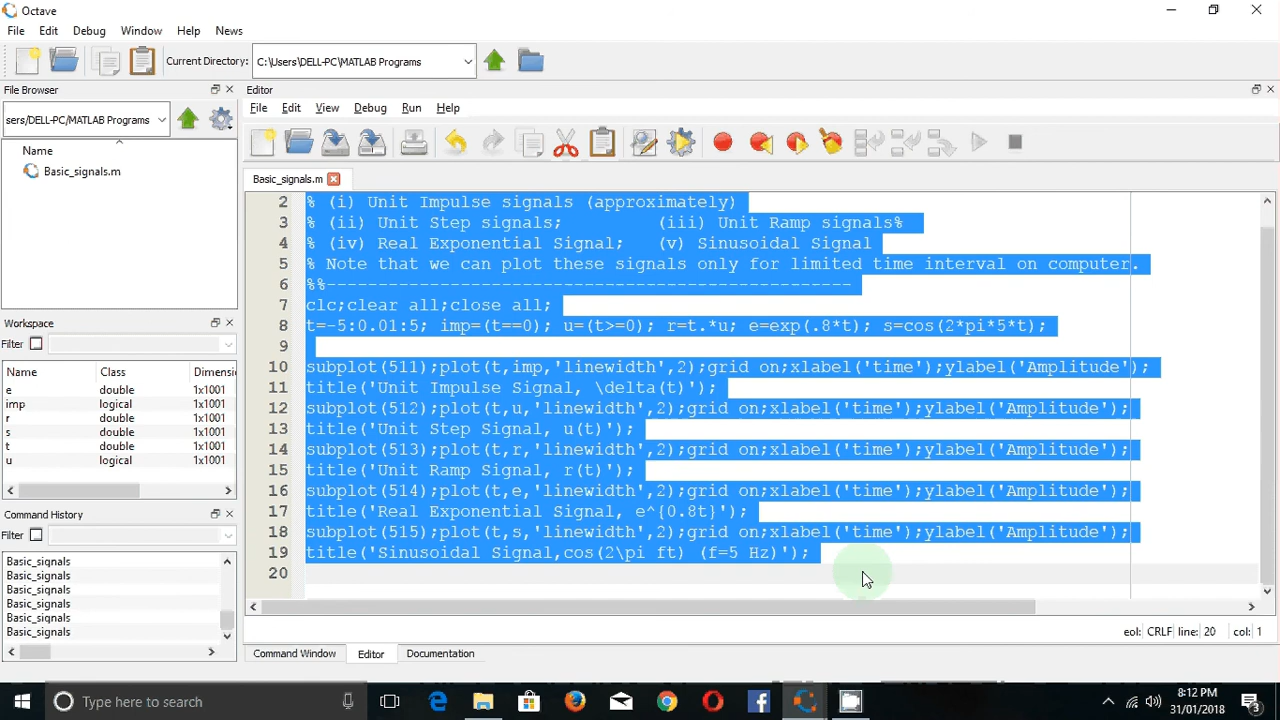 Octave
File Edit Debug Window Help News
Current Directory: C:\Users\DELL-PC\MATLAB Programs
File Browser
sers/DELL-PC/MATLAB Programs
Name
Basic_signals.m
Workspace
Filter
Name Class Dimensi
e double 1x1001
imp logical 1x1001
r double 1x1001
s double 1x1001
t double 1x1001
u logical 1x1001
Command History
Filter
Basic_signals
Basic_signals
Basic_signals
Basic_signals
Basic_signals
Basic_signals
Editor
File Edit View Debug Run Help
Basic_signals.m
2 % (i) Unit Impulse signals (approximately)
3 % (ii) Unit Step signals; (iii) Unit Ramp signals%
4 % (iv) Real Exponential Signal; (v) Sinusoidal Signal
5 % Note that we can plot these signals only for limited time interval on computer.
6 %%---------------------------------------------------
7 clc;clear all;close all;
8 t=-5:0.01:5; imp=(t==0); u=(t>=0); r=t.*u; e=exp(.8*t); s=cos(2*pi*5*t);
9
10 subplot(511);plot(t,imp,'linewidth',2);grid on;xlabel('time');ylabel('Amplitude');
11 title('Unit Impulse Signal, \delta(t)');
12 subplot(512);plot(t,u,'linewidth',2);grid on;xlabel('time');ylabel('Amplitude');
13 title('Unit Step Signal, u(t)');
14 subplot(513);plot(t,r,'linewidth',2);grid on;xlabel('time');ylabel('Amplitude');
15 title('Unit Ramp Signal, r(t)');
16 subplot(514);plot(t,e,'linewidth',2);grid on;xlabel('time');ylabel('Amplitude');
17 title('Real Exponential Signal, e^{0.8t}');
18 subplot(515);plot(t,s,'linewidth',2);grid on;xlabel('time');ylabel('Amplitude');
19 title('Sinusoidal Signal,cos(2\pi ft) (f=5 Hz)');
20
eol: CRLF line: 20 col: 1
Command Window Editor Documentation
Type here to search
8:12 PM
31/01/2018
3